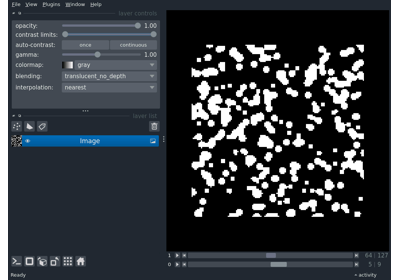 File View Plugins Window Help
layer controls
opacity: 1.00
contrast limits:
auto-contrast: once continuous
gamma: 1.00
colormap: gray
blending: translucent_no_depth
interpolation: nearest
layer list
Image
1 64 127
0 5 9
Ready activity